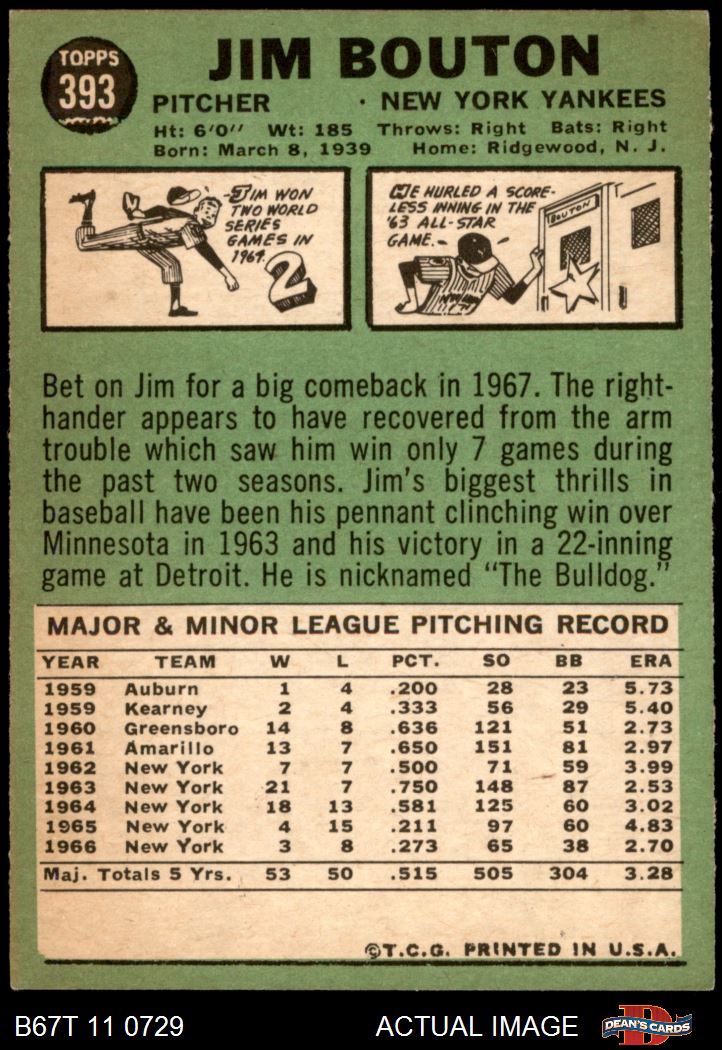 TOPPS
393
JIM BOUTON
PITCHER · NEW YORK YANKEES
Ht: 6'0" Wt: 185 Throws: Right Bats: Right
Born: March 8, 1939 Home: Ridgewood, N. J.
JIM WON
TWO WORLD
SERIES
GAMES IN
1964.
2
HE HURLED A SCORE-
LESS INNING IN THE
'63 ALL-STAR
GAME.
BOUTON
Bet on Jim for a big comeback in 1967. The right-
hander appears to have recovered from the arm
trouble which saw him win only 7 games during
the past two seasons. Jim's biggest thrills in
baseball have been his pennant clinching win over
Minnesota in 1963 and his victory in a 22-inning
game at Detroit. He is nicknamed "The Bulldog."
MAJOR & MINOR LEAGUE PITCHING RECORD
YEAR TEAM W L PCT. SO BB ERA
1959 Auburn 1 4 .200 28 23 5.73
1959 Kearney 2 4 .333 56 29 5.40
1960 Greensboro 14 8 .636 121 51 2.73
1961 Amarillo 13 7 .650 151 81 2.97
1962 New York 7 7 .500 71 59 3.99
1963 New York 21 7 .750 148 87 2.53
1964 New York 18 13 .581 125 60 3.02
1965 New York 4 15 .211 97 60 4.83
1966 New York 3 8 .273 65 38 2.70
Maj. Totals 5 Yrs. 53 50 .515 505 304 3.28
©T.C.G. PRINTED IN U.S.A.
B67T 11 0729 ACTUAL IMAGE
D
DEAN'S CARDS